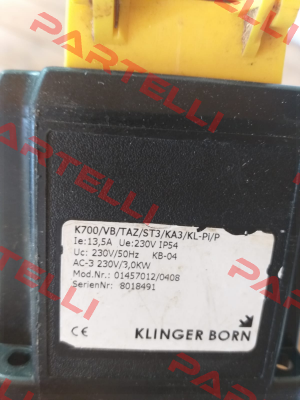 PARTELLI
PARTELLI
K700/VB/TAZ/ST3/KA3/KL-Pi/P
Ie:13,5A Ue:230V IP54
Uc: 230V/50Hz KB-04
AC-3 230V/3,0KW
Mod.Nr.: 01457012/0408
SerienNr: 8018491
CE KLINGER BORN
PARTELLI
PARTELLI